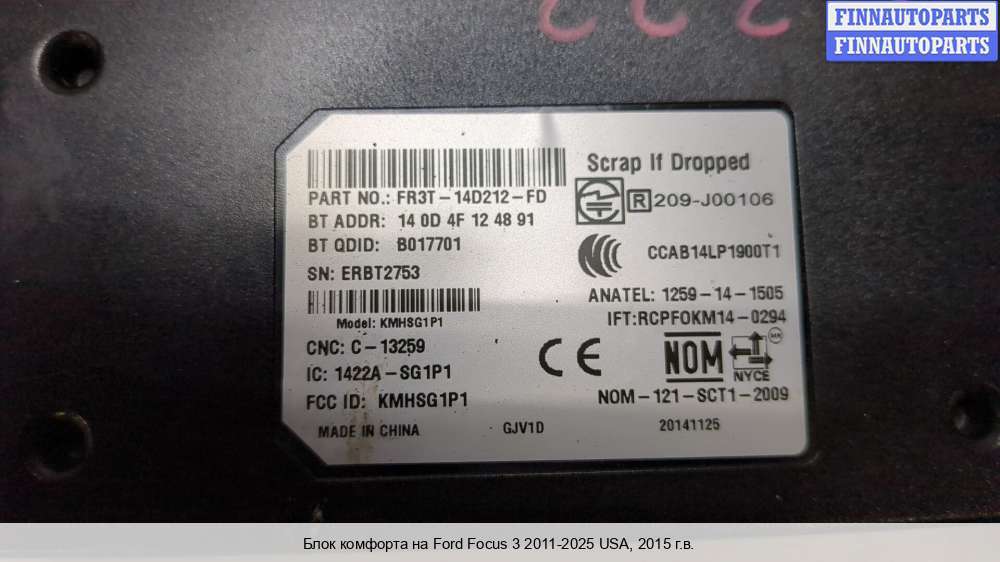 222
FINNAUTOPARTS
FINNAUTOPARTS
Scrap If Dropped
PART NO.: FR3T-14D212-FD
R 209-J00106
BT ADDR: 14 0D 4F 12 48 91
BT QDID: B017701
CCAB14LP1900T1
SN: ERBT2753
ANATEL: 1259-14-1505
Model: KMHSG1P1
IFT:RCPFOKM14-0294
CNC: C-13259
CE
NOM
NYCE
IC: 1422A-SG1P1
FCC ID: KMHSG1P1
NOM-121-SCT1-2009
MADE IN CHINA
GJV1D
20141125
Блок комфорта на Ford Focus 3 2011-2025 USA, 2015 г.в.